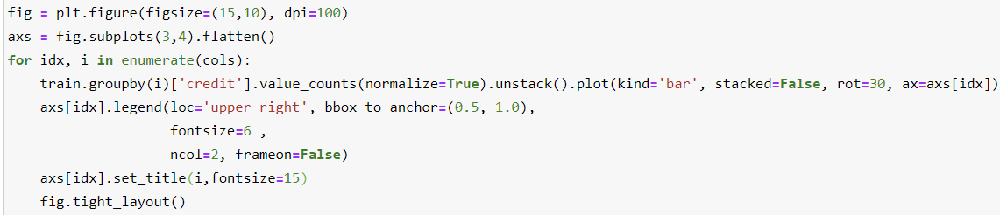 fig = plt.figure(figsize=(15,10), dpi=100)
axs = fig.subplots(3,4).flatten()
for idx, i in enumerate(cols):
    train.groupby(i)['credit'].value_counts(normalize=True).unstack().plot(kind='bar', stacked=False, rot=30, ax=axs[idx])
    axs[idx].legend(loc='upper right', bbox_to_anchor=(0.5, 1.0),
                    fontsize=6 ,
                    ncol=2, frameon=False)
    axs[idx].set_title(i,fontsize=15)
    fig.tight_layout()